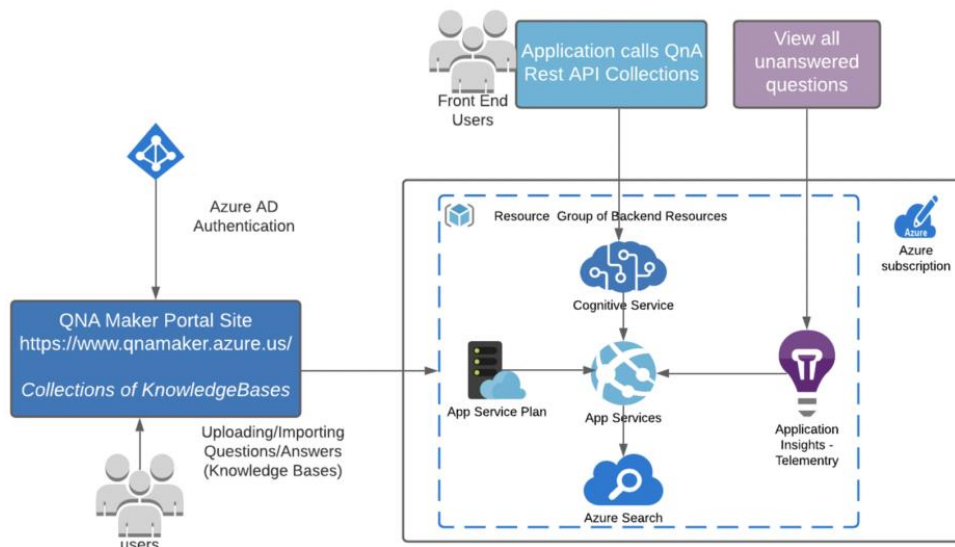 Application calls QnA
Rest API Collections
View all
unanswered
questions
Front End
Users
Azure AD
Authentication
Resource Group of Backend Resources
Azure
Azure
subscription
Cognitive Service
QNA Maker Portal Site
https://www.qnamaker.azure.us/
Collections of KnowledgeBases
App Service Plan
App Services
Application
Insights -
Telementry
Uploading/Importing
Questions/Answers
(Knowledge Bases)
Azure Search
users